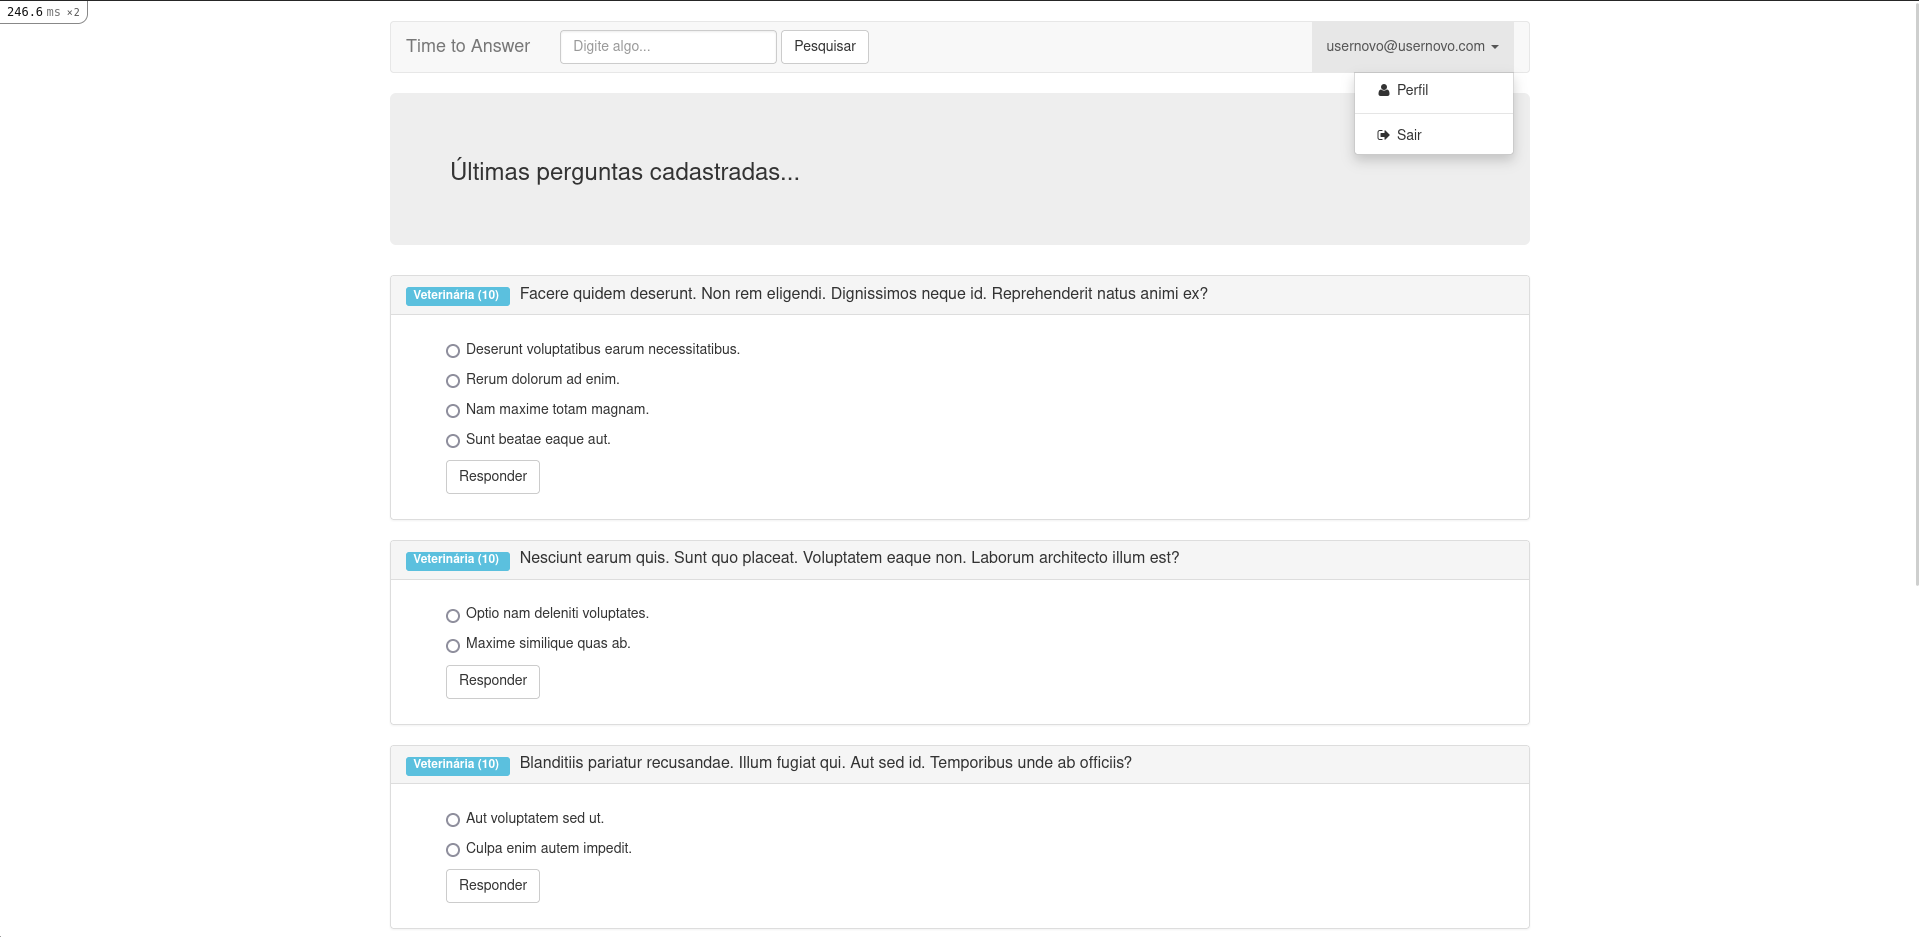 246.6 ms ×2
Time to Answer
Digite algo...
Pesquisar
usernovo@usernovo.com
Perfil
Sair
Últimas perguntas cadastradas...
Veterinária (10) Facere quidem deserunt. Non rem eligendi. Dignissimos neque id. Reprehenderit natus animi ex?
Deserunt voluptatibus earum necessitatibus.
Rerum dolorum ad enim.
Nam maxime totam magnam.
Sunt beatae eaque aut.
Responder
Veterinária (10) Nesciunt earum quis. Sunt quo placeat. Voluptatem eaque non. Laborum architecto illum est?
Optio nam deleniti voluptates.
Maxime similique quas ab.
Responder
Veterinária (10) Blanditiis pariatur recusandae. Illum fugiat qui. Aut sed id. Temporibus unde ab officiis?
Aut voluptatem sed ut.
Culpa enim autem impedit.
Responder